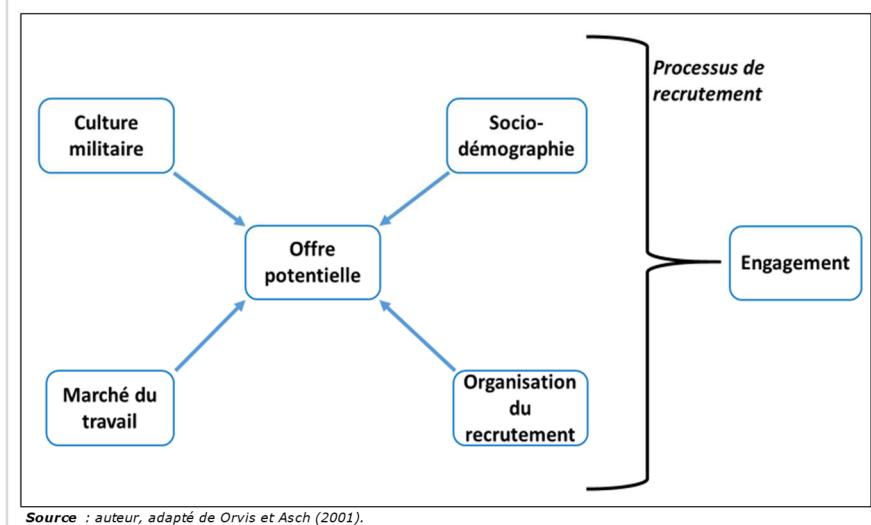 Processus de
recrutement
Culture
militaire
Socio-
démographie
Offre
potentielle
Engagement
Marché du
travail
Organisation
du
recrutement
Source : auteur, adapté de Orvis et Asch (2001).